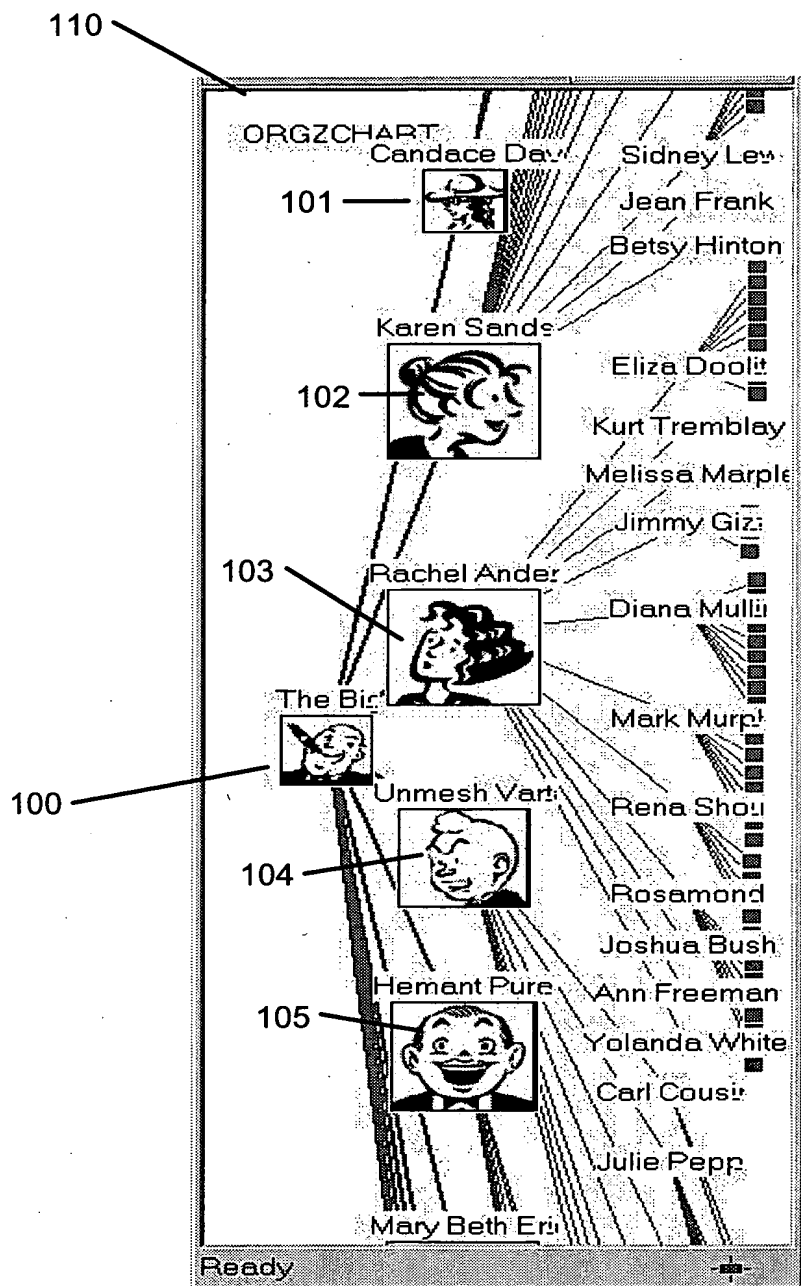 110
ORGZCHART
Candace Dav
Sidney Lew
101
Jean Frank
Betsy Hinton
Karen Sands
Eliza Doolit
102
Kurt Tremblay
Melissa Marple
Jimmy Giz
103
Rachel Ander
Diana Mulli
The Big
Mark Murph
100
Unmesh Vart
Rena Shou
104
Rosamond
Joshua Bush
Hemant Pure
Ann Freeman
105
Yolanda White
Carl Cousi
Julie Pepp
Mary Beth Eri
Ready